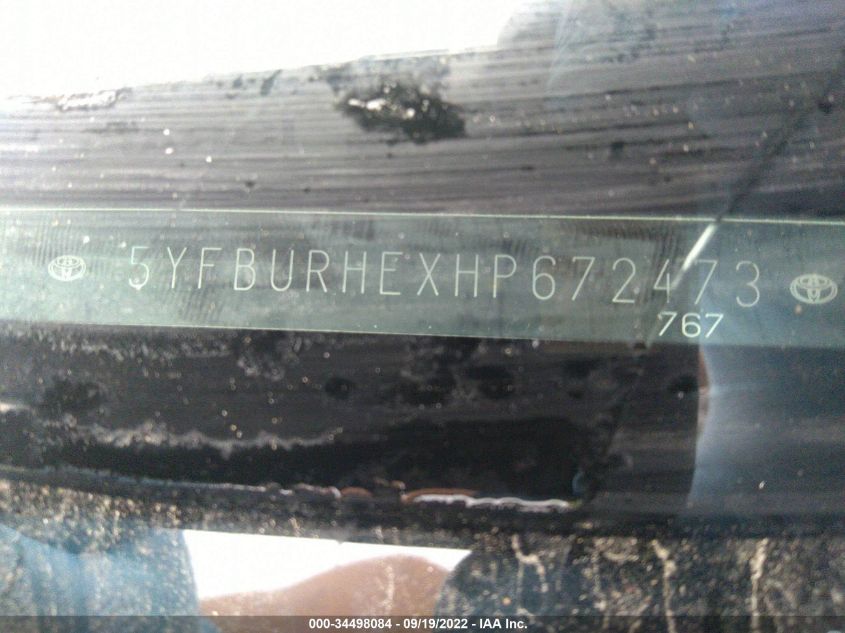 5YFBURHEXHP672473
767
000-34498084 - 09/19/2022 - IAA Inc.